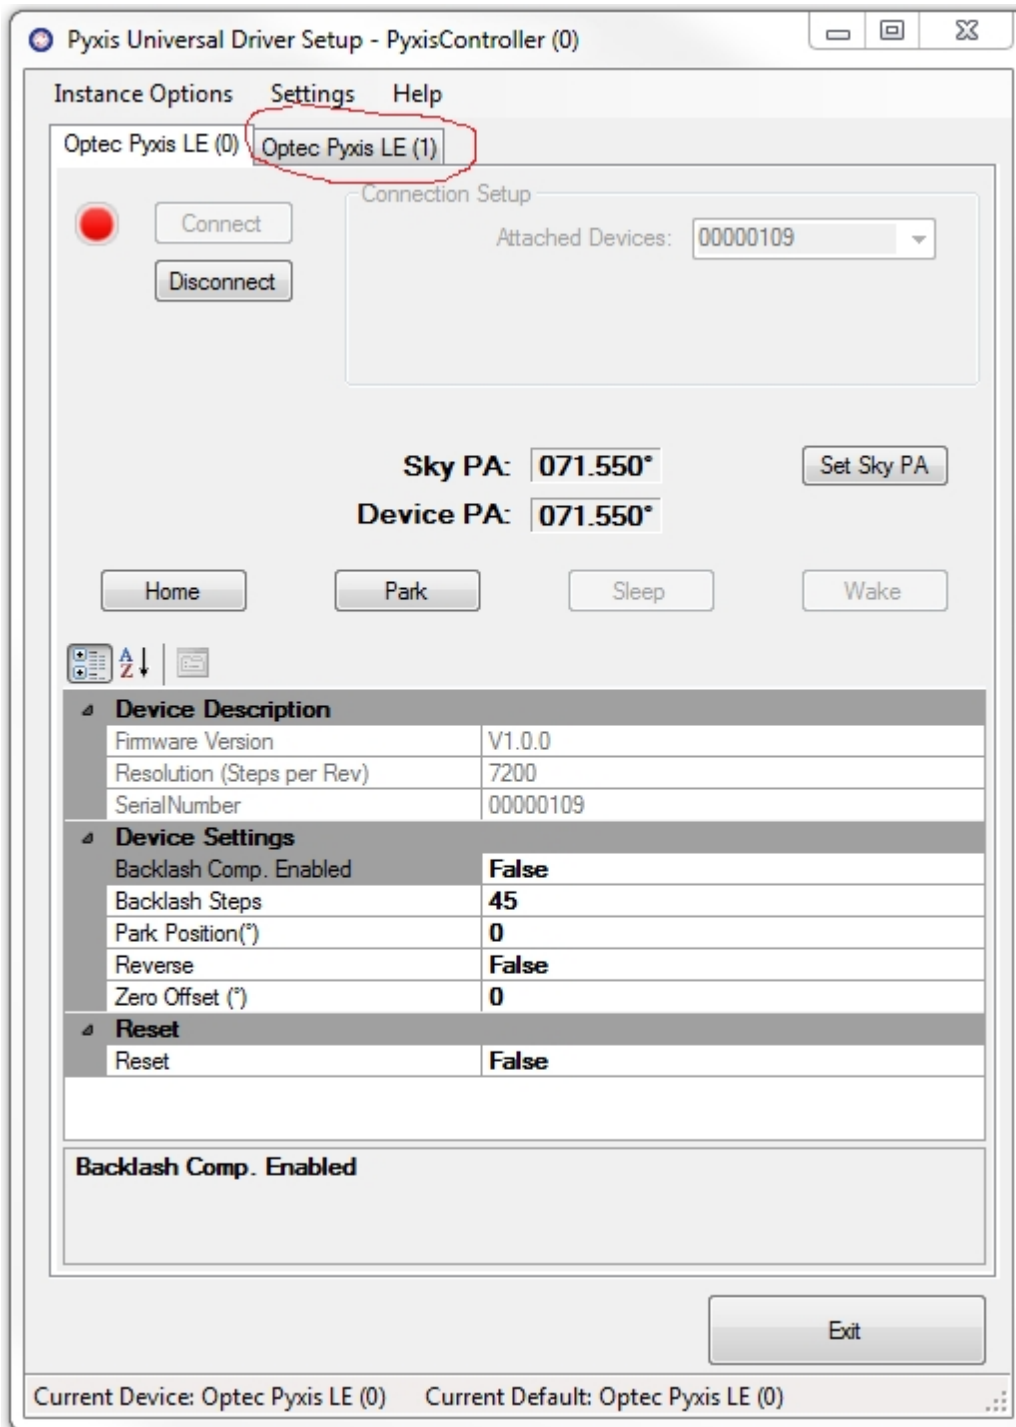 Pyxis Universal Driver Setup - PyxisController (0)
Instance Options Settings Help
Optec Pyxis LE (0) Optec Pyxis LE (1)
Connection Setup
Connect
Attached Devices: 00000109
Disconnect
Sky PA: 071.550° Set Sky PA
Device PA: 071.550°
Home Park Sleep Wake
Device Description
Firmware Version V1.0.0
Resolution (Steps per Rev) 7200
SerialNumber 00000109
Device Settings
Backlash Comp. Enabled False
Backlash Steps 45
Park Position(°) 0
Reverse False
Zero Offset (°) 0
Reset
Reset False
Backlash Comp. Enabled
Exit
Current Device: Optec Pyxis LE (0) Current Default: Optec Pyxis LE (0)